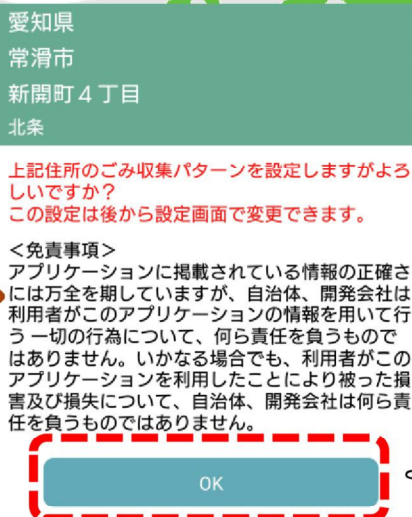 愛知県
常滑市
新開町４丁目
北条
上記住所のごみ収集パターンを設定しますがよろ
しいですか？
この設定は後から設定画面で変更できます。
＜免責事項＞
アプリケーションに掲載されている情報の正確さ
には万全を期していますが、自治体、開発会社は
利用者がこのアプリケーションの情報を用いて行
う一切の行為について、何ら責任を負うもので
はありません。いかなる場合でも、利用者がこの
アプリケーションを利用したことにより被った損
害及び損失について、自治体、開発会社は何ら責
任を負うものではありません。
OK